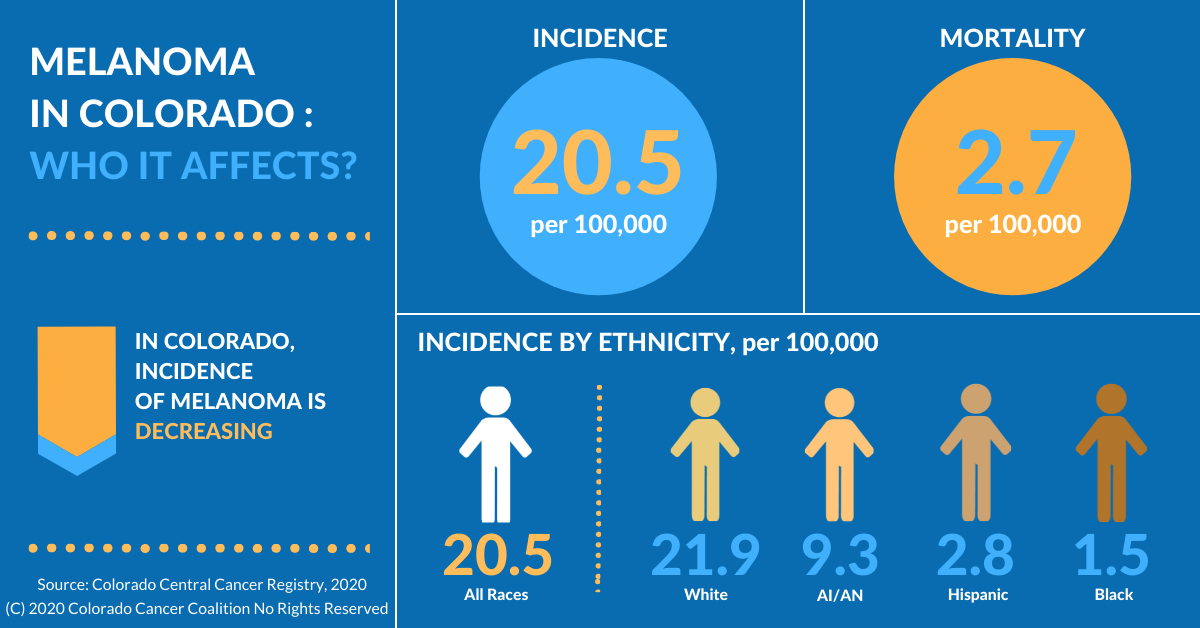 MELANOMA
IN COLORADO :
WHO IT AFFECTS?
IN COLORADO,
INCIDENCE
OF MELANOMA IS
DECREASING
Source: Colorado Central Cancer Registry, 2020
(C) 2020 Colorado Cancer Coalition No Rights Reserved
INCIDENCE
20.5
per 100,000
MORTALITY
2.7
per 100,000
INCIDENCE BY ETHNICITY, per 100,000
20.5 21.9 9.3 2.8 1.5
All Races White AI/AN Hispanic Black